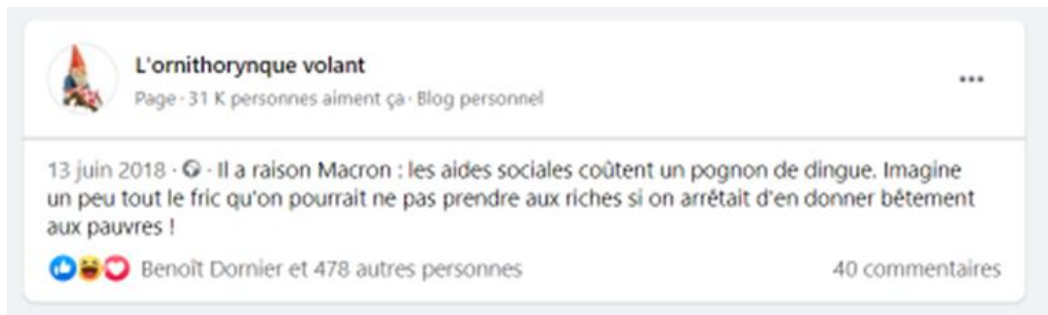 L'ornithorynque volant
Page · 31 K personnes aiment ça · Blog personnel
13 juin 2018 · · Il a raison Macron : les aides sociales coûtent un pognon de dingue. Imagine
un peu tout le fric qu'on pourrait ne pas prendre aux riches si on arrêtait d'en donner bêtement
aux pauvres !
Benoît Dornier et 478 autres personnes 40 commentaires